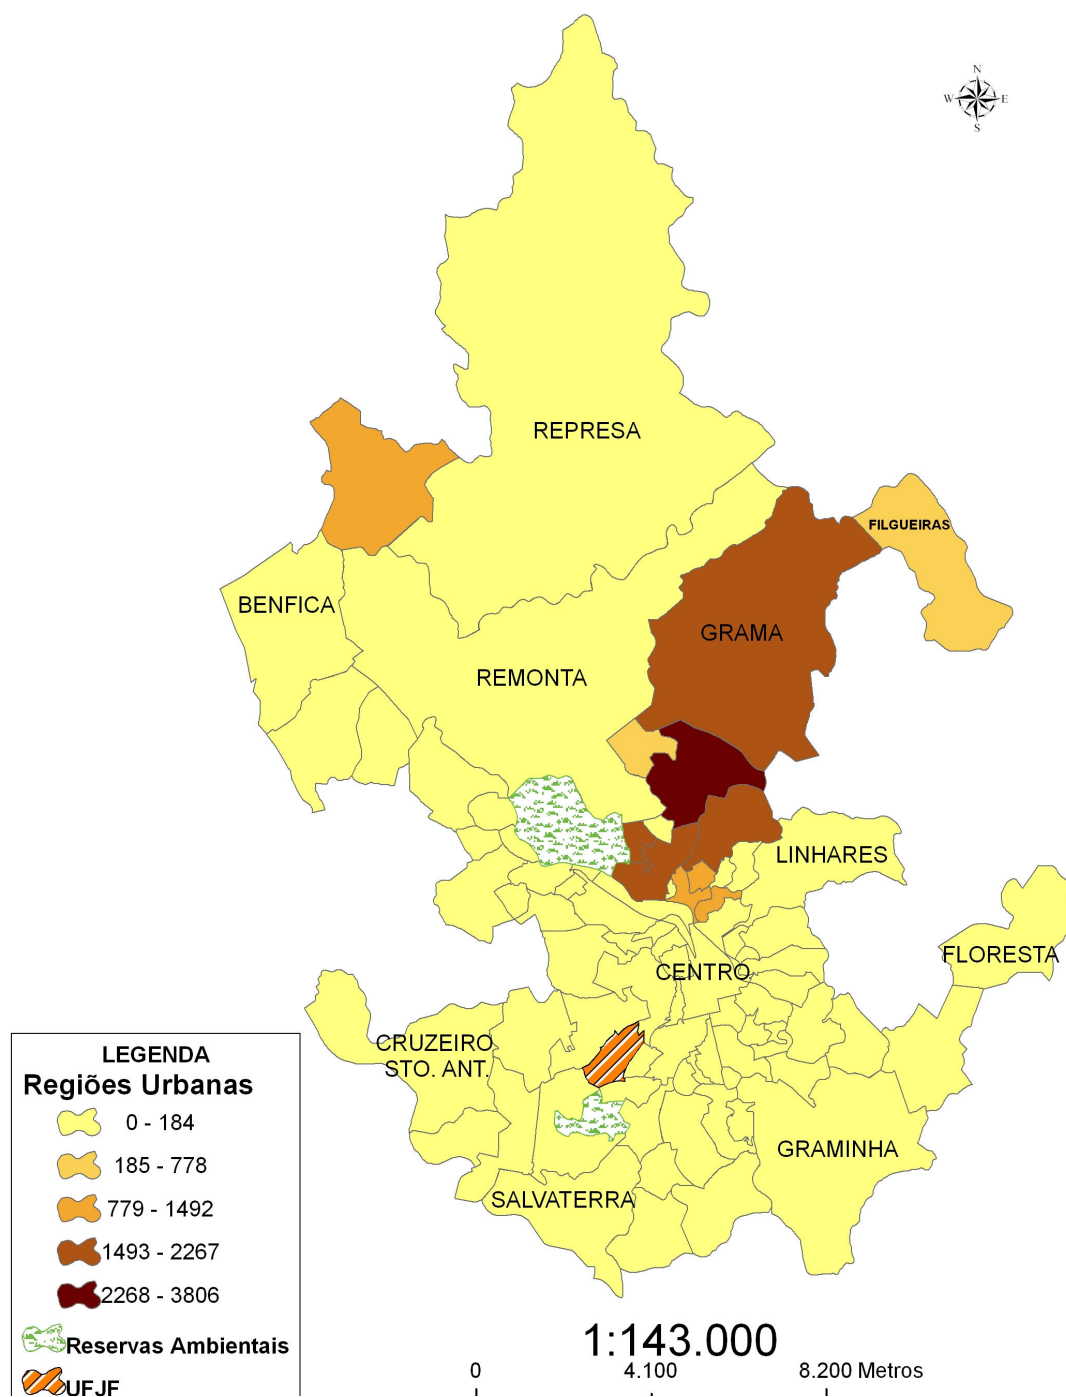 N
W E
S
REPRESA
FILGUEIRAS
BENFICA
GRAMA
REMONTA
LINHARES
FLORESTA
CENTRO
CRUZEIRO
STO. ANT.
GRAMINHA
SALVATERRA
LEGENDA
Regiões Urbanas
0 - 184
185 - 778
779 - 1492
1493 - 2267
2268 - 3806
Reservas Ambientais
UFJF
1:143.000
0 4.100 8.200 Metros